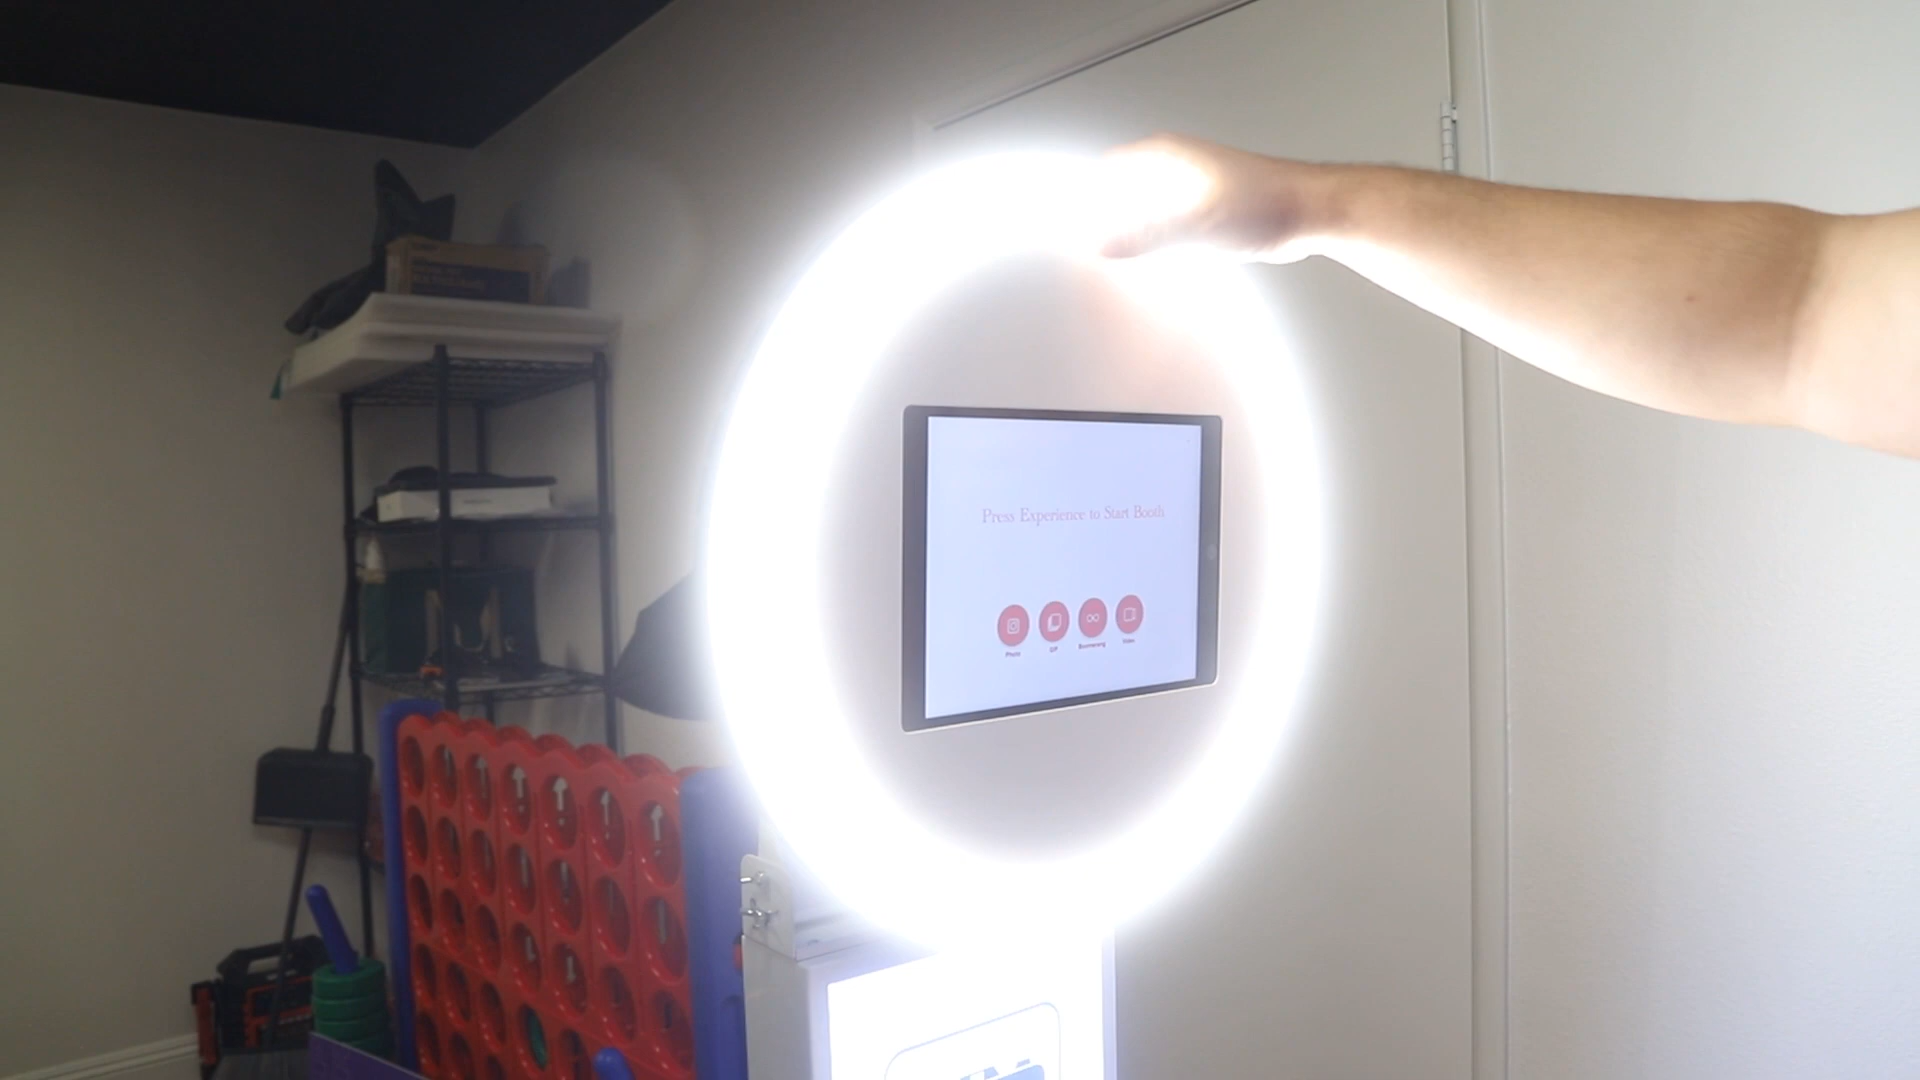 Press Experience to Start Booth
Photo
GIF
Boomerang
Video